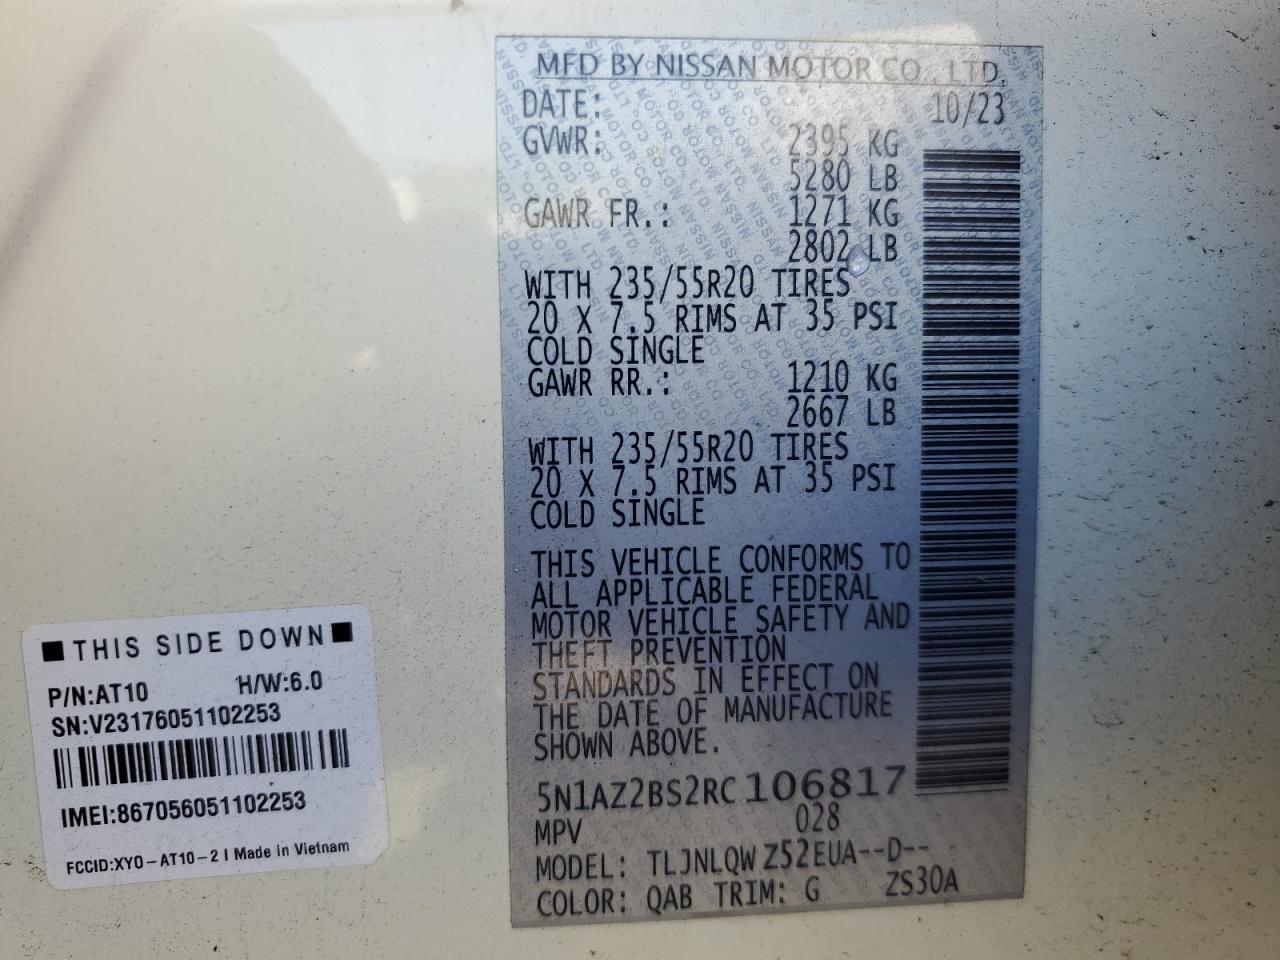 MFD BY NISSAN MOTOR CO., LTD.
DATE: 10/23
GVWR: 2395 KG
5280 LB
GAWR FR.: 1271 KG
2802 LB
WITH 235/55R20 TIRES
20 X 7.5 RIMS AT 35 PSI
COLD SINGLE
GAWR RR.: 1210 KG
2667 LB
WITH 235/55R20 TIRES
20 X 7.5 RIMS AT 35 PSI
COLD SINGLE
THIS VEHICLE CONFORMS TO
ALL APPLICABLE FEDERAL
MOTOR VEHICLE SAFETY AND
THEFT PREVENTION
STANDARDS IN EFFECT ON
THE DATE OF MANUFACTURE
SHOWN ABOVE.
5N1AZ2BS2RC106817
MPV 028
MODEL: TLJNLQWZ52EUA--D--
COLOR: QAB TRIM: G ZS30A
■ THIS SIDE DOWN ■
P/N:AT10 H/W:6.0
SN:V23176051102253
IMEI:867056051102253
FCCID:XYO-AT10-2 | Made in Vietnam